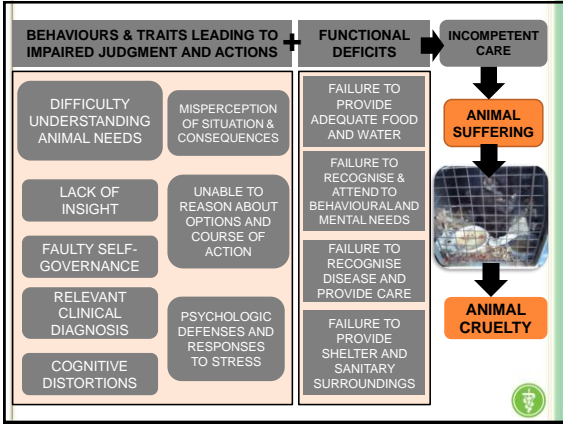 BEHAVIOURS & TRAITS LEADING TO
IMPAIRED JUDGMENT AND ACTIONS
+
FUNCTIONAL
DEFICITS
INCOMPETENT
CARE
DIFFICULTY
UNDERSTANDING
ANIMAL NEEDS
LACK OF
INSIGHT
FAULTY SELF-
GOVERNANCE
RELEVANT
CLINICAL
DIAGNOSIS
COGNITIVE
DISTORTIONS
MISPERCEPTION
OF SITUATION &
CONSEQUENCES
UNABLE TO
REASON ABOUT
OPTIONS AND
COURSE OF
ACTION
PSYCHOLOGIC
DEFENSES AND
RESPONSES
TO STRESS
FAILURE TO
PROVIDE
ADEQUATE FOOD
AND WATER
FAILURE TO
RECOGNISE &
ATTEND TO
BEHAVIOURAL AND
MENTAL NEEDS
FAILURE TO
RECOGNISE
DISEASE AND
PROVIDE CARE
FAILURE TO
PROVIDE
SHELTER AND
SANITARY
SURROUNDINGS
ANIMAL
SUFFERING
ANIMAL
CRUELTY